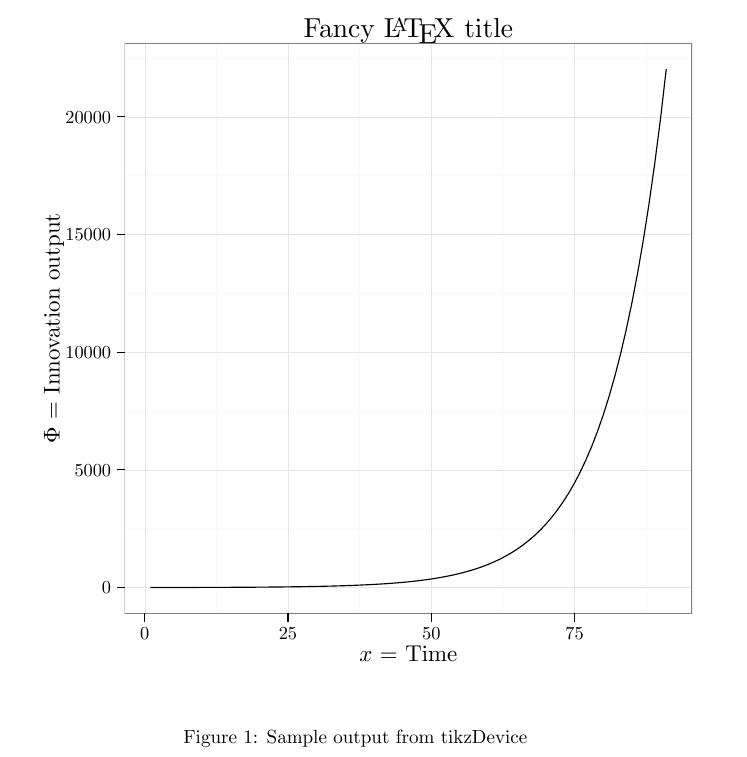 Fancy LATEX title
20000
15000
10000
5000
0
Φ = Innovation output
0 25 50 75
x = Time
Figure 1: Sample output from tikzDevice